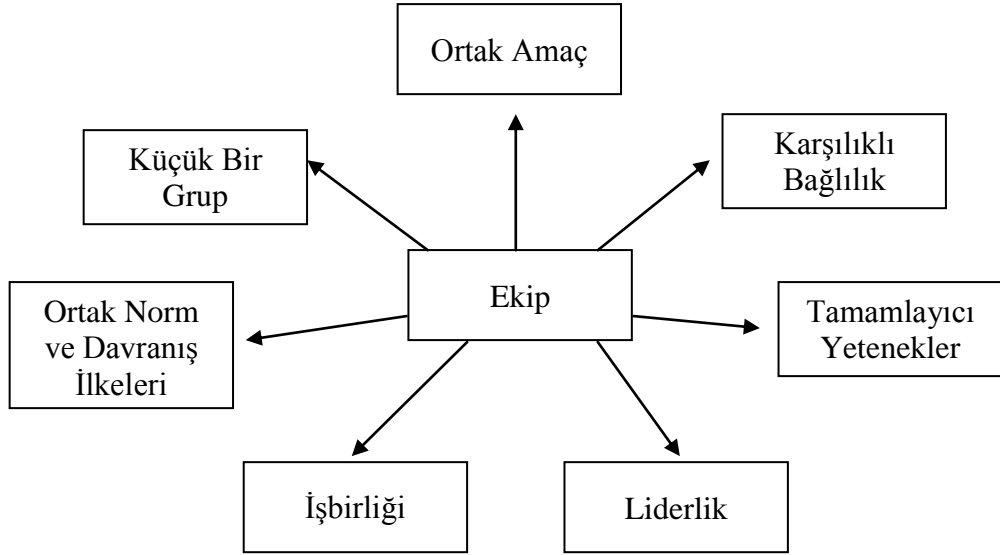 Ortak Amaç
Küçük Bir
Grup
Karşılıklı
Bağlılık
Ekip
Ortak Norm
ve Davranış
İlkeleri
Tamamlayıcı
Yetenekler
İşbirliği
Liderlik